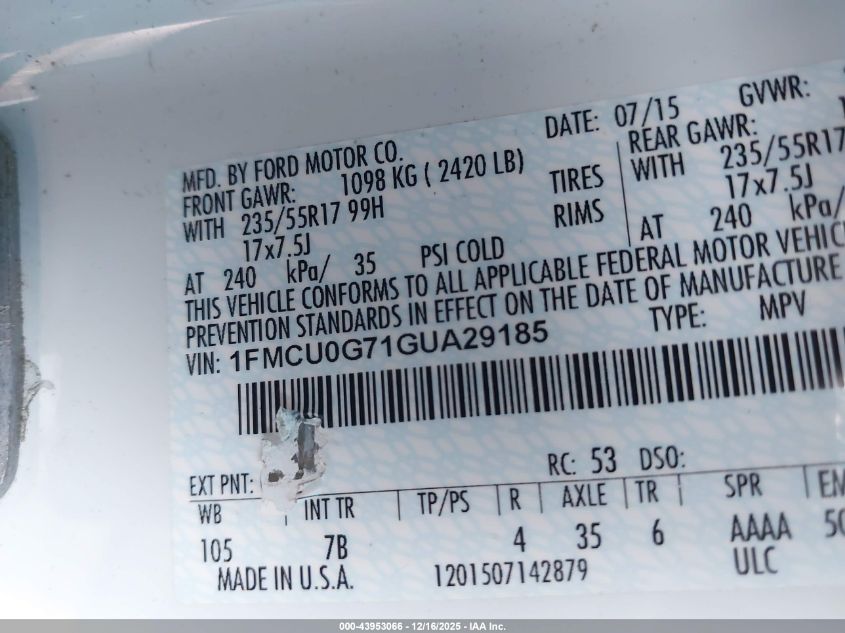 DATE: 07/15 GVWR:
MFD. BY FORD MOTOR CO.
FRONT GAWR: 1098 KG ( 2420 LB) REAR GAWR:
WITH 235/55R17 99H TIRES WITH 235/55R17
17x7.5J RIMS 17x7.5J
AT 240 kPa/ 35 PSI COLD AT 240 kPa/
THIS VEHICLE CONFORMS TO ALL APPLICABLE FEDERAL MOTOR VEHIC
PREVENTION STANDARDS IN EFFECT ON THE DATE OF MANUFACTURE
VIN: 1FMCU0G71GUA29185 TYPE: MPV
EXT PNT: RC: 53 DSO:
WB INT TR TP/PS R AXLE TR SPR EM
105 7B 4 35 6 AAAA 50
MADE IN U.S.A. 1201507142879 ULC
000-43953066 - 12/16/2025 - IAA Inc.